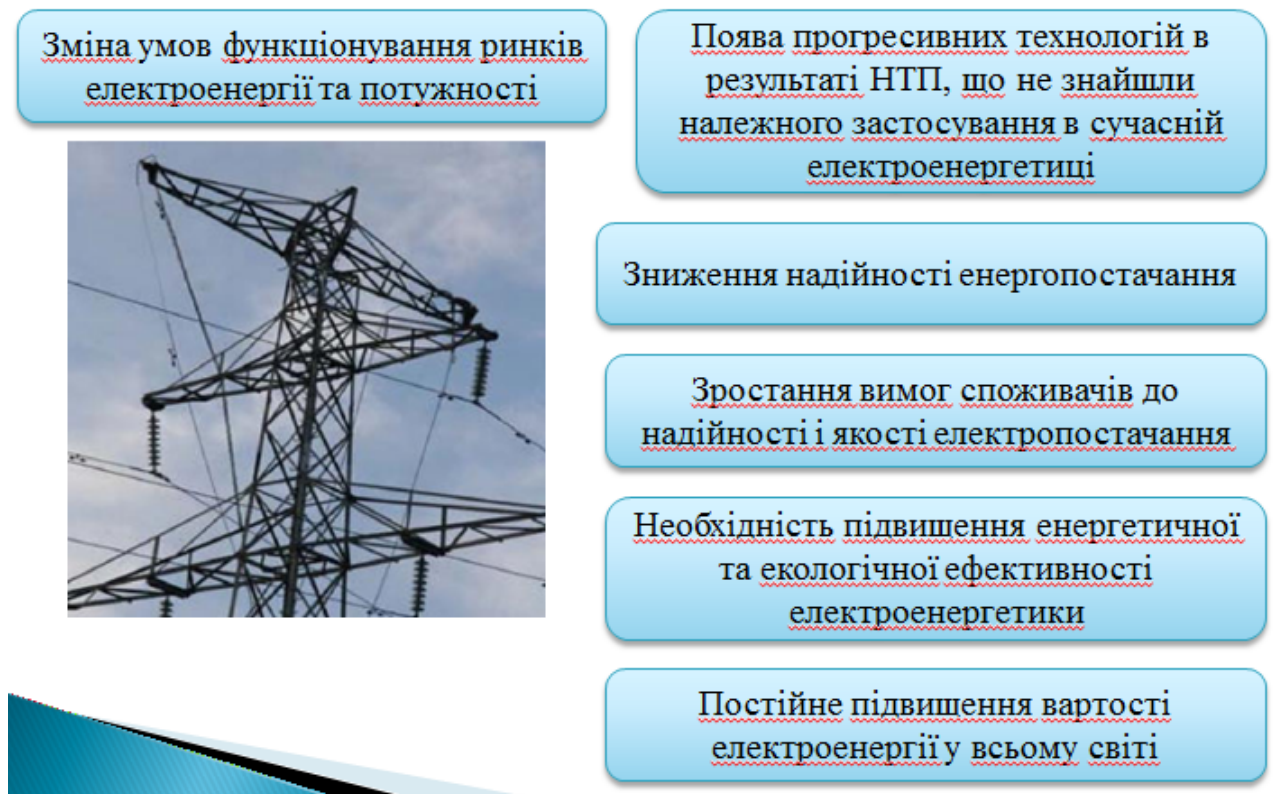 Зміна умов функціонування ринків
електроенергії та потужності
Поява прогресивних технологій в
результаті НТП, що не знайшли
належного застосування в сучасній
електроенергетиці
Зниження надійності енергопостачання
Зростання вимог споживачів до
надійності і якості електропостачання
Необхідність підвищення енергетичної
та екологічної ефективності
електроенергетики
Постійне підвищення вартості
електроенергії у всьому світі